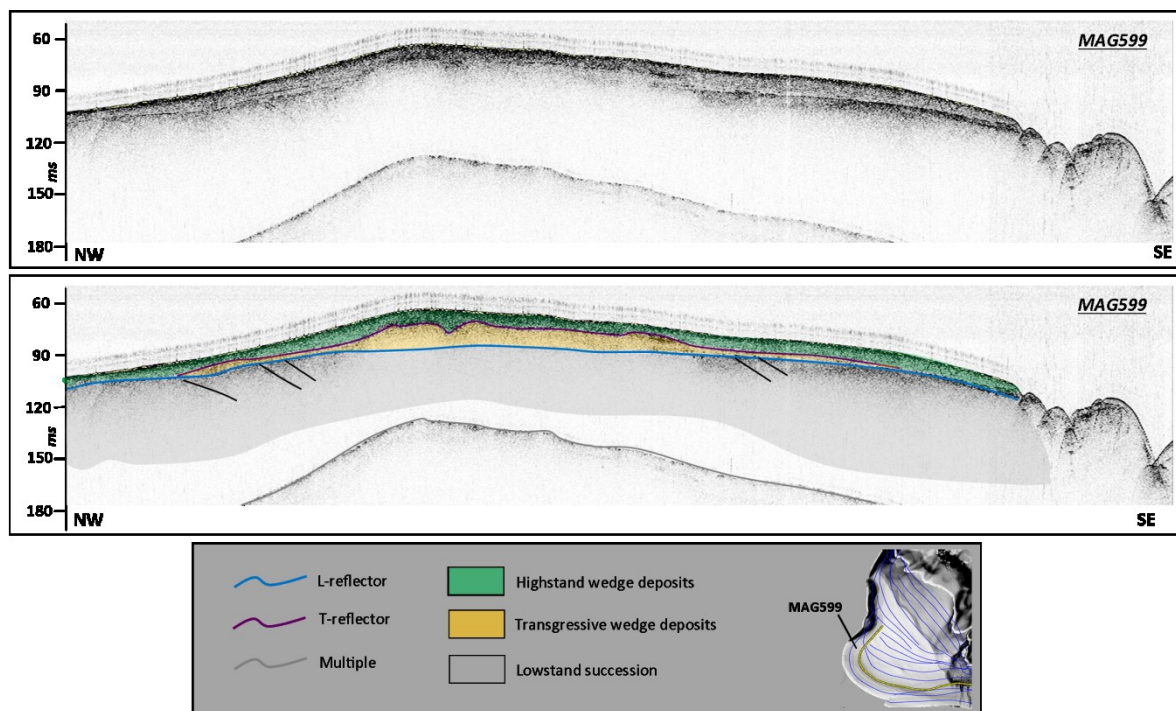 60
MAG599
90
120
ms
150
180
NW
SE
60
MAG599
90
120
ms
150
180
NW
SE
L-reflector
Highstand wedge deposits
MAG599
T-reflector
Transgressive wedge deposits
Multiple
Lowstand succession